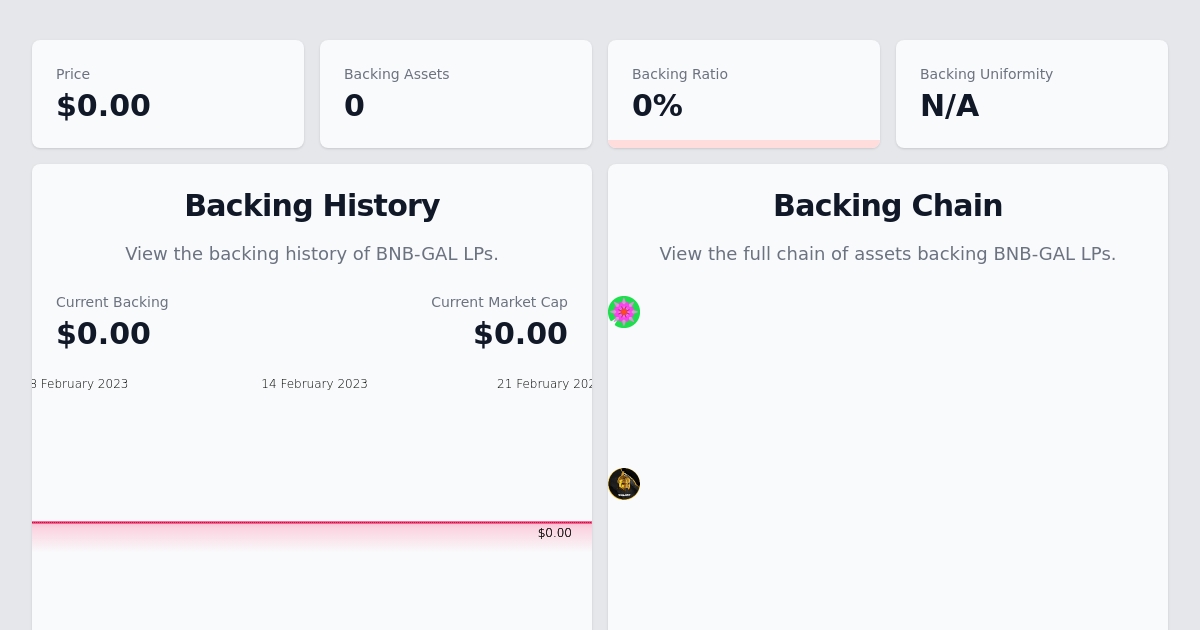 Price
$0.00
Backing Assets
0
Backing Ratio
0%
Backing Uniformity
N/A
Backing History
View the backing history of BNB-GAL LPs.
Current Backing
$0.00
Current Market Cap
$0.00
8 February 2023
14 February 2023
21 February 202
$0.00
Backing Chain
View the full chain of assets backing BNB-GAL LPs.